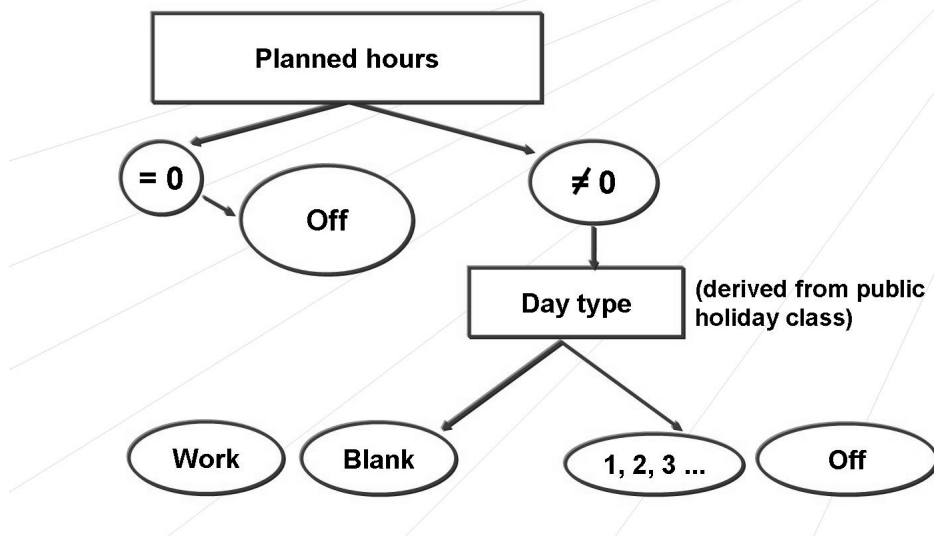 Planned hours
= 0
≠ 0
Off
Day type
(derived from public
holiday class)
Work
Blank
1, 2, 3 ...
Off